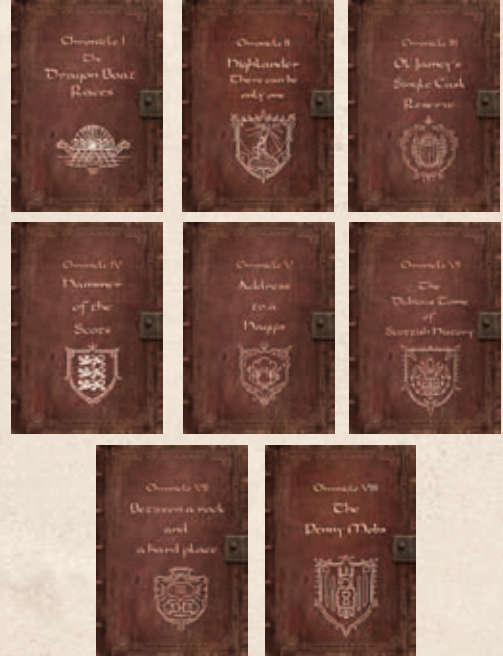 Chronicle I
The
Dragon Boat
Races
Chronicle II
Highlander
There can be
only one
Chronicle III
Ol Jamey's
Single Cask
Reserve
Chronicle IV
Hammer
of the
Scots
Chronicle V
Address
to a
Haggis
Chronicle VI
The
Tome
of
Scottish History
Chronicle VII
Between a rock
and
a hard place
Chronicle VIII
The
Penny Mobs